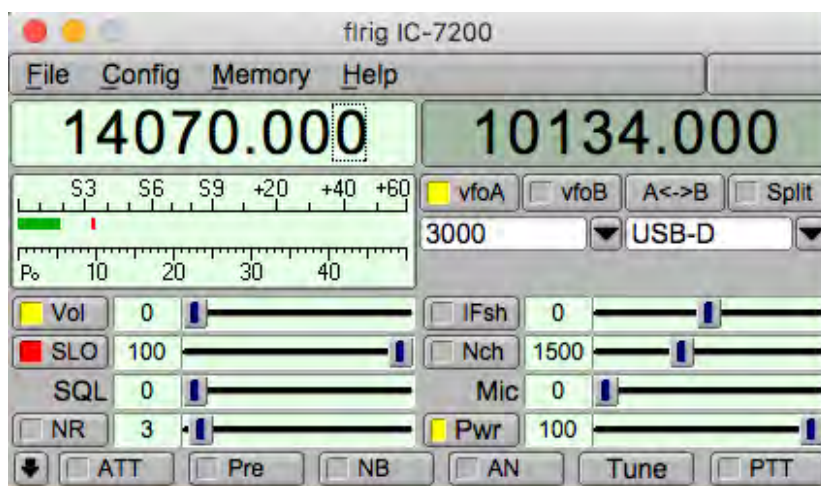 flrig IC-7200
File Config Memory Help
14070.000 10134.000
S3 S6 S9 +20 +40 +60
vfoA vfoB A<->B Split
3000 USB-D
Po 10 20 30 40
Vol 0 IFsh 0
SLO 100 Nch 1500
SQL 0 Mic 0
NR 3 Pwr 100
ATT Pre NB AN Tune PTT